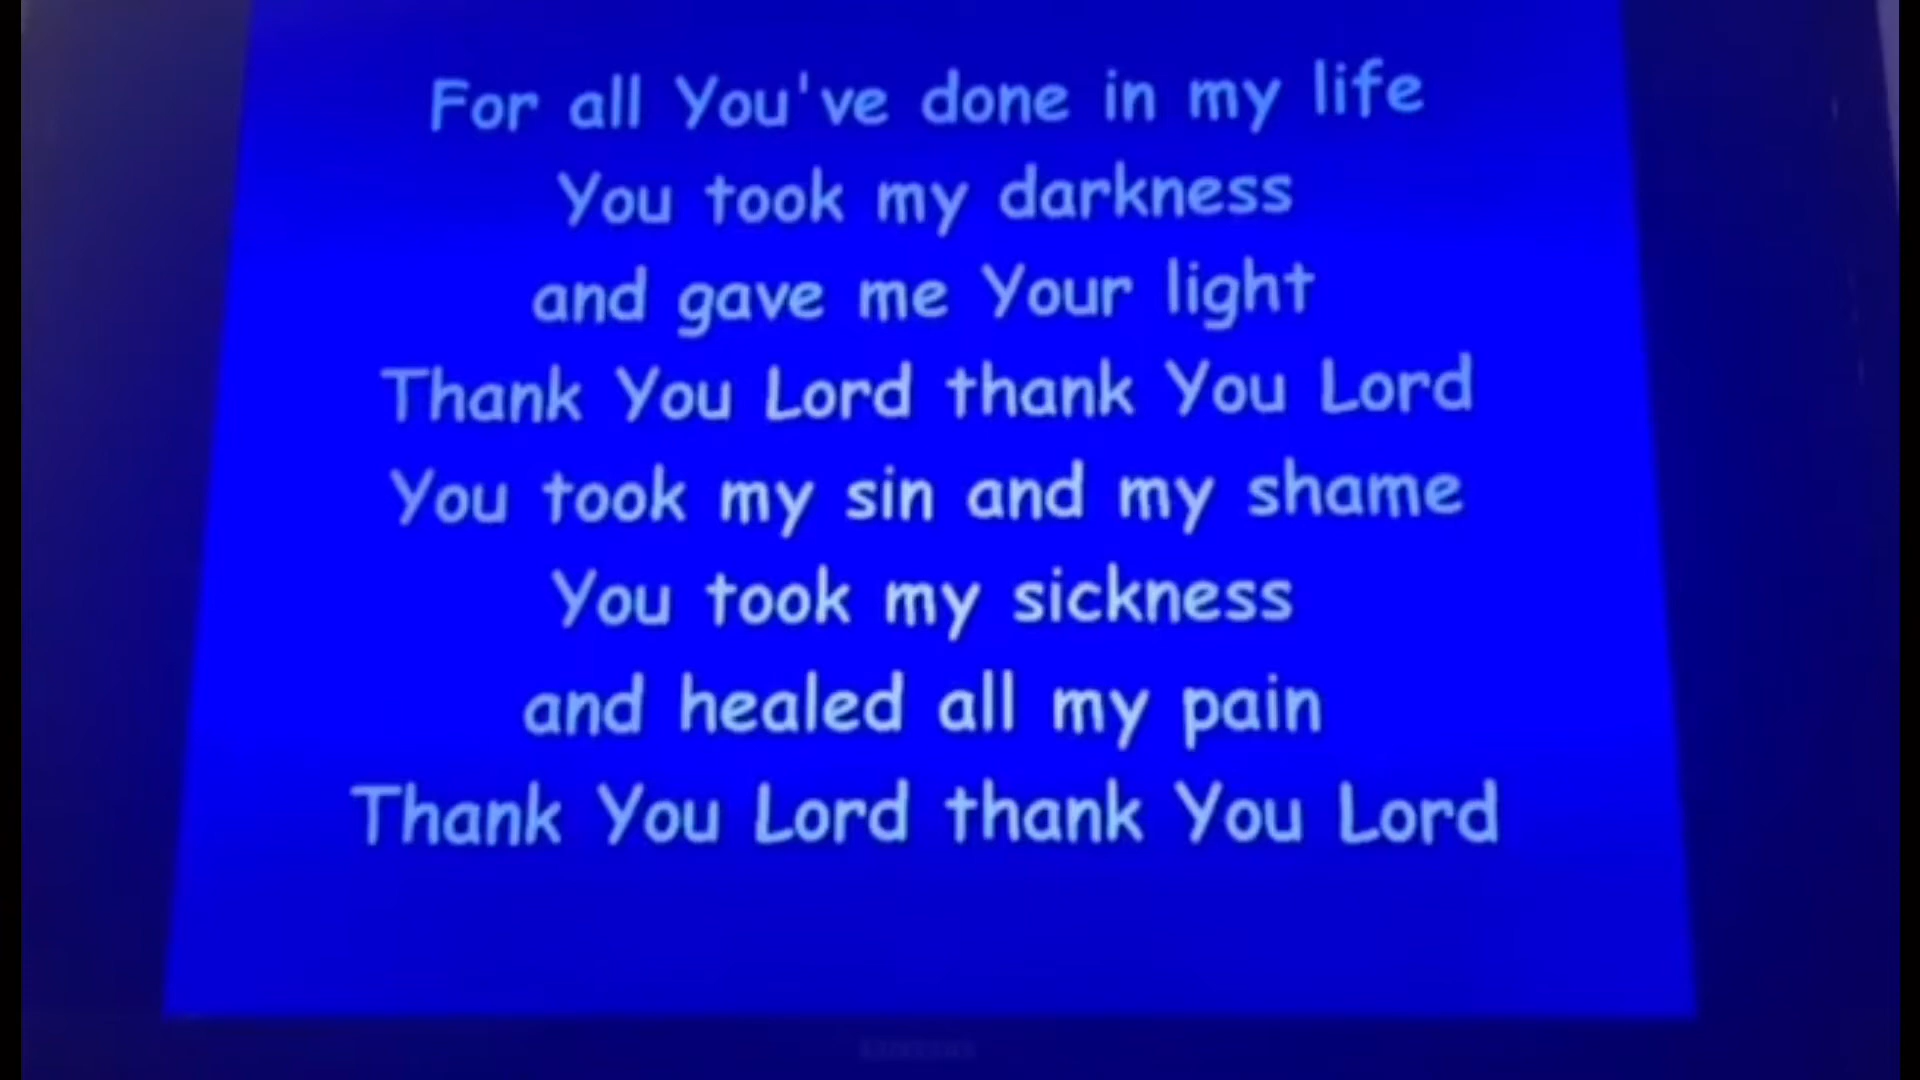 For all You've done in my life
You took my darkness
and gave me Your light
Thank You Lord thank You Lord
You took my sin and my shame
You took my sickness
and healed all my pain
Thank You Lord thank You Lord